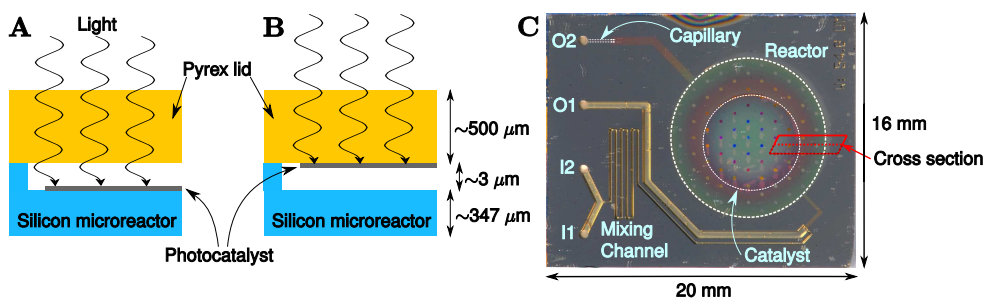 A
Light
Pyrex lid
Silicon microreactor
Photocatalyst
B
~500 μm
~3 μm
~347 μm
Silicon microreactor
C
O2
Capillary
Reactor
O1
I2
I1
Mixing
Channel
Catalyst
16 mm
Cross section
20 mm